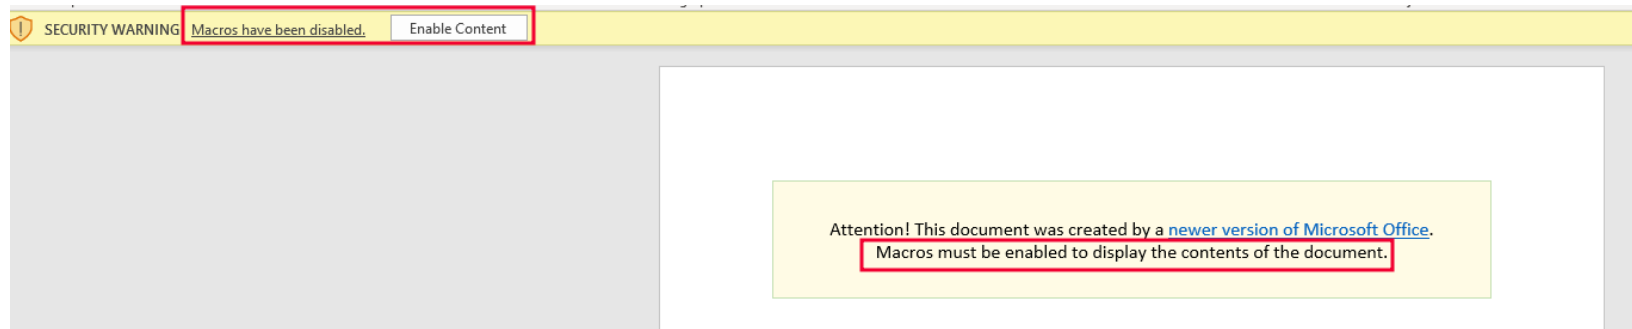 SECURITY WARNING Macros have been disabled. Enable Content
Attention! This document was created by a newer version of Microsoft Office.
Macros must be enabled to display the contents of the document.